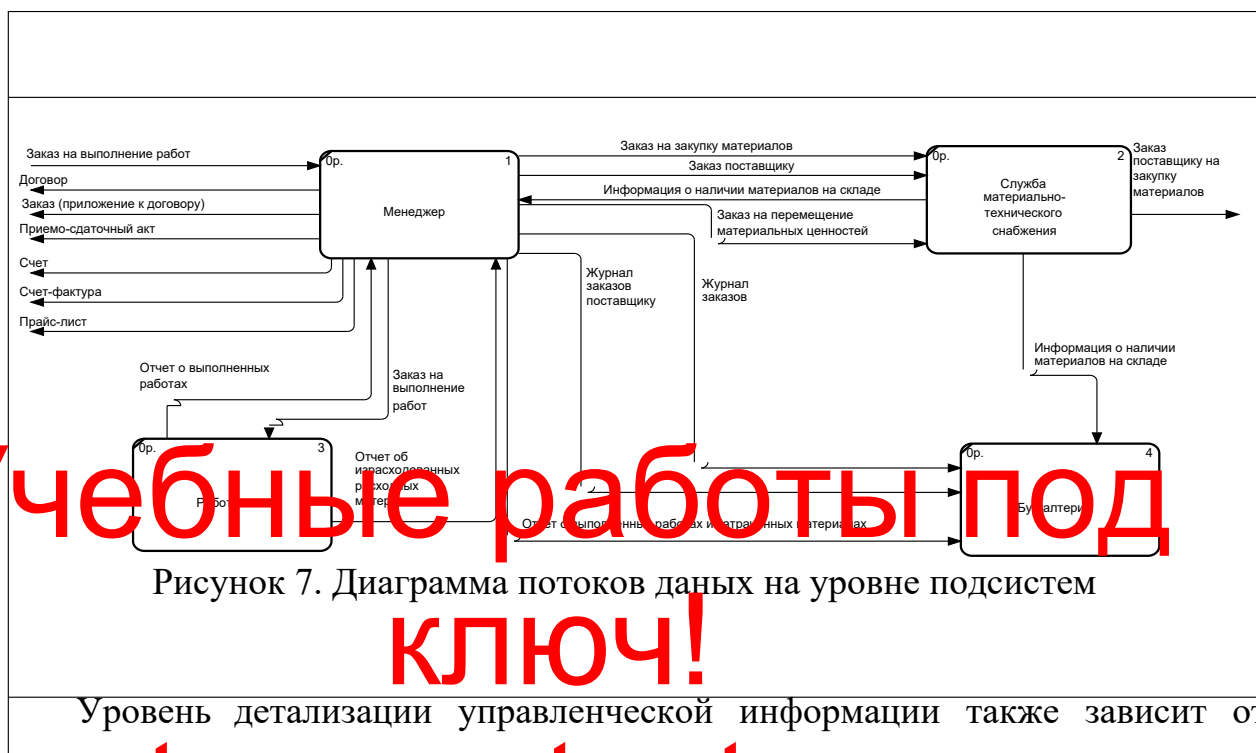 Заказ на выполнение работ
Договор
Заказ (приложение к договору)
Приемо-сдаточный акт
Счет
Счет-фактура
Прайс-лист
0р.
1
Менеджер
Заказ на закупку материалов
Заказ поставщику
Информация о наличии материалов на складе
Заказ на перемещение
материальных ценностей
0р.
2
Служба
материально-
технического
снабжения
Заказ
поставщику на
закупку
материалов
Журнал
заказов
поставщику
Журнал
заказов
Информация о наличии
материалов на складе
Отчет о выполненных
работах
Заказ на
выполнение
работ
0р.
3
Отчет об
израсходованных
расходных
0р.
4
Отчет о выполненных работах и затраченных материалах
чебные работы под
ключ!
Рисунок 7. Диаграмма потоков даных на уровне подсистем
Уровень детализации управленческой информации также зависит от